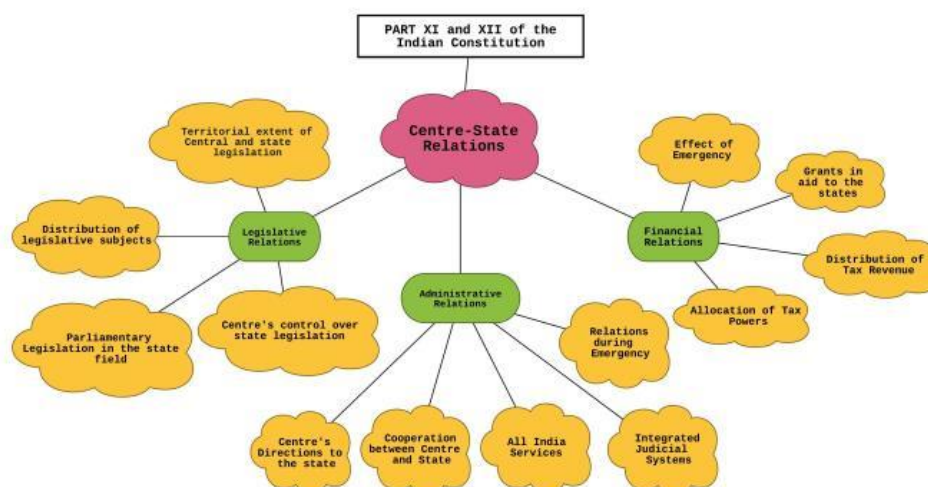 PART XI and XII of the
Indian Constitution
Centre-State
Relations
Territorial extent of
Central and state
legislation
Distribution of
legislative subjects
Legislative
Relations
Parliamentary
Legislation in the state
field
Centre's control over
state legislation
Administrative
Relations
Centre's
Directions to
the state
Cooperation
between Centre
and State
All India
Services
Integrated
Judicial
Systems
Relations
during
Emergency
Financial
Relations
Effect of
Emergency
Grants in
aid to the
states
Distribution of
Tax Revenue
Allocation of Tax
Powers